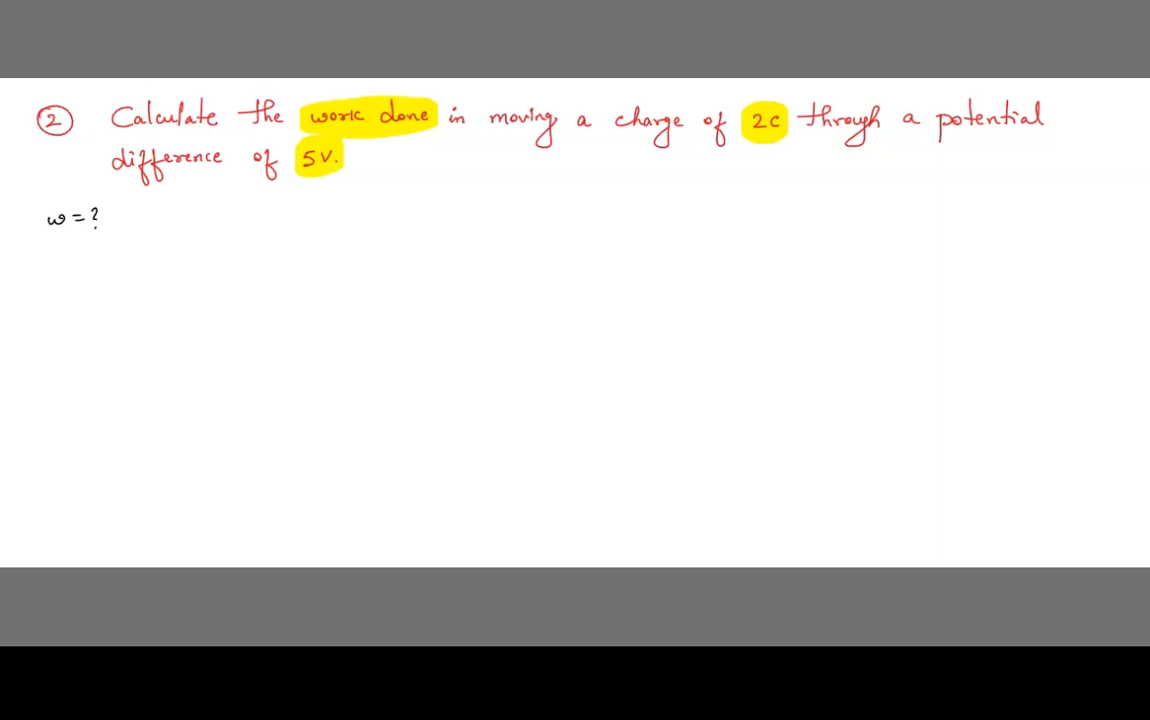 ② Calculate the work done in moving a charge of 2c through a potential
difference of 5v.
w = ?